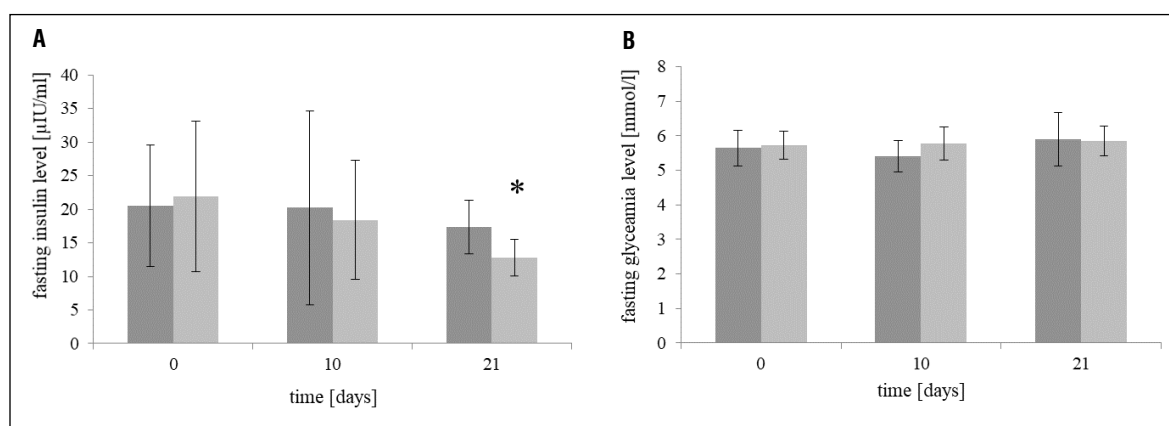 A
fasting insulin level [µIU/ml]
40
35
30
25
20
15
10
5
0
*
0 10 21
time [days]
B
fasting glyceamia level [mmol/l]
8
7
6
5
4
3
2
1
0
0 10 21
time [days]